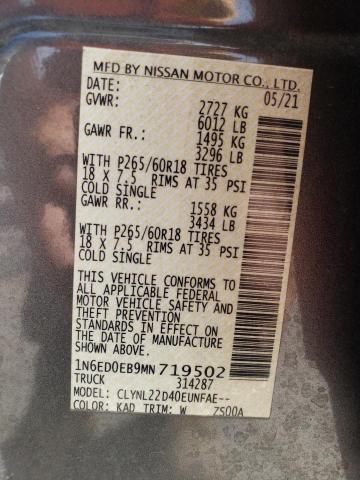 MFD BY NISSAN MOTOR CO., LTD.
DATE: 05/21
GVWR: 2727 KG
6012 LB
GAWR FR.: 1495 KG
3296 LB
WITH P265/60R18 TIRES
18 X 7.5 RIMS AT 35 PSI
COLD SINGLE
GAWR RR.: 1558 KG
3434 LB
WITH P265/60R18 TIRES
18 X 7.5 RIMS AT 35 PSI
COLD SINGLE
THIS VEHICLE CONFORMS TO
ALL APPLICABLE FEDERAL
MOTOR VEHICLE SAFETY AND
THEFT PREVENTION
STANDARDS IN EFFECT ON
THE DATE OF MANUFACTURE
SHOWN ABOVE.
1N6ED0EB9MN719502
TRUCK 314287
MODEL: CLYNL22D40EUNFAE--
COLOR: KAD TRIM: W 7500A